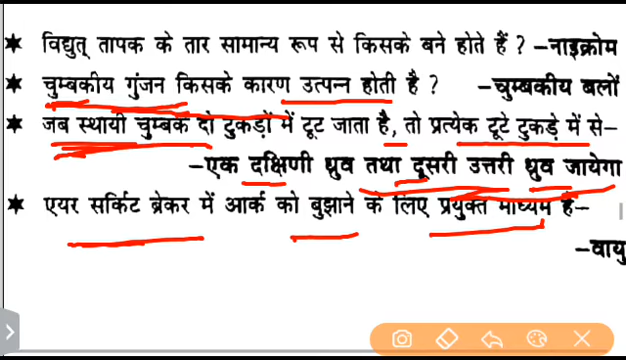 ★ विद्युत् तापक के तार सामान्य रूप से किसके बने होते हैं ? –नाइक्रोम
★ चुम्बकीय गुंजन किसके कारण उत्पन्न होती है ? –चुम्बकीय बलों
★ जब स्थायी चुम्बक दो टुकड़ों में टूट जाता है, तो प्रत्येक टूटे टुकड़े में से–
–एक दक्षिणी ध्रुव तथा दूसरी उत्तरी ध्रुव जायेगा
★ एयर सर्किट ब्रेकर में आर्क को बुझाने के लिए प्रयुक्त माध्यम है–
–वायु